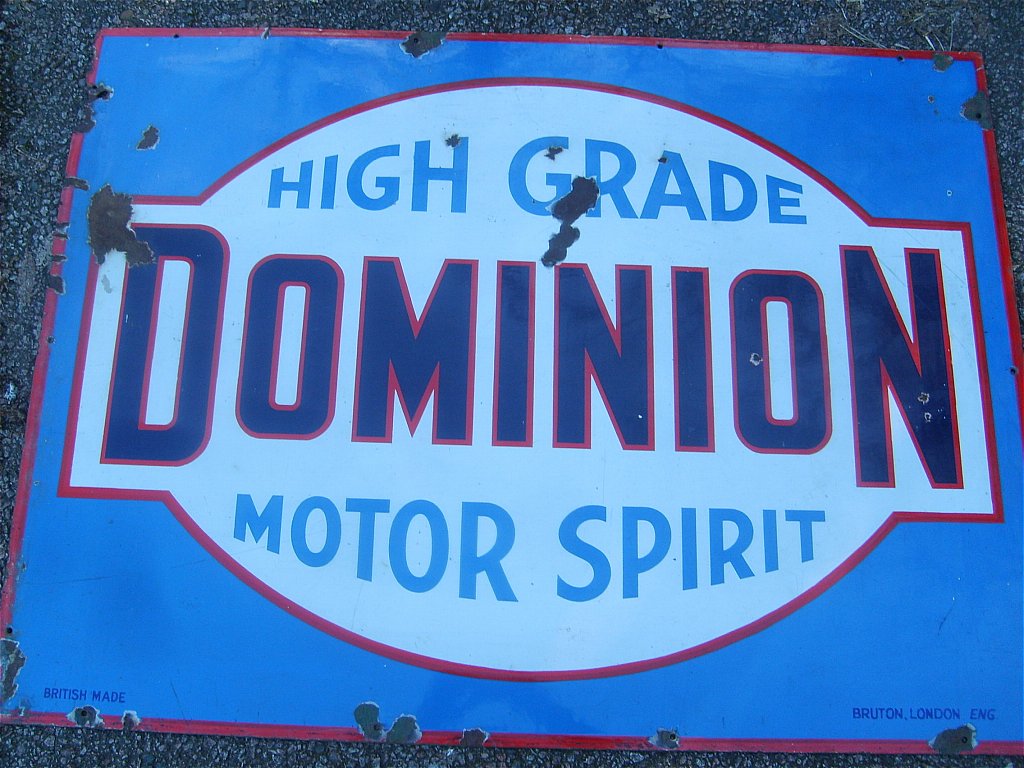 HIGH GRADE
DOMINION
MOTOR SPIRIT
BRITISH MADE
BRUTON, LONDON ENG.